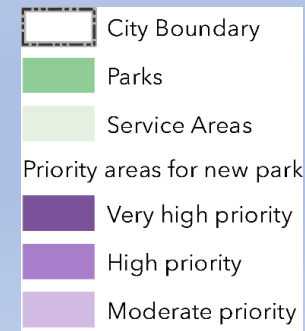 City Boundary
Parks
Service Areas
Priority areas for new park
Very high priority
High priority
Moderate priority